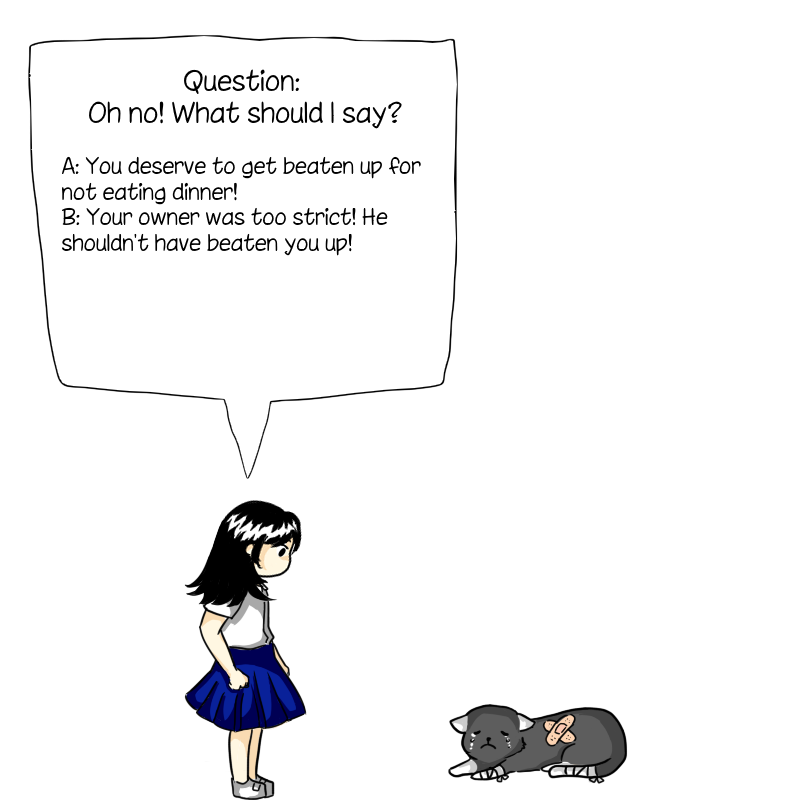 Question:
Oh no! What should I say?
A: You deserve to get beaten up for
not eating dinner!
B: Your owner was too strict! He
shouldn't have beaten you up!